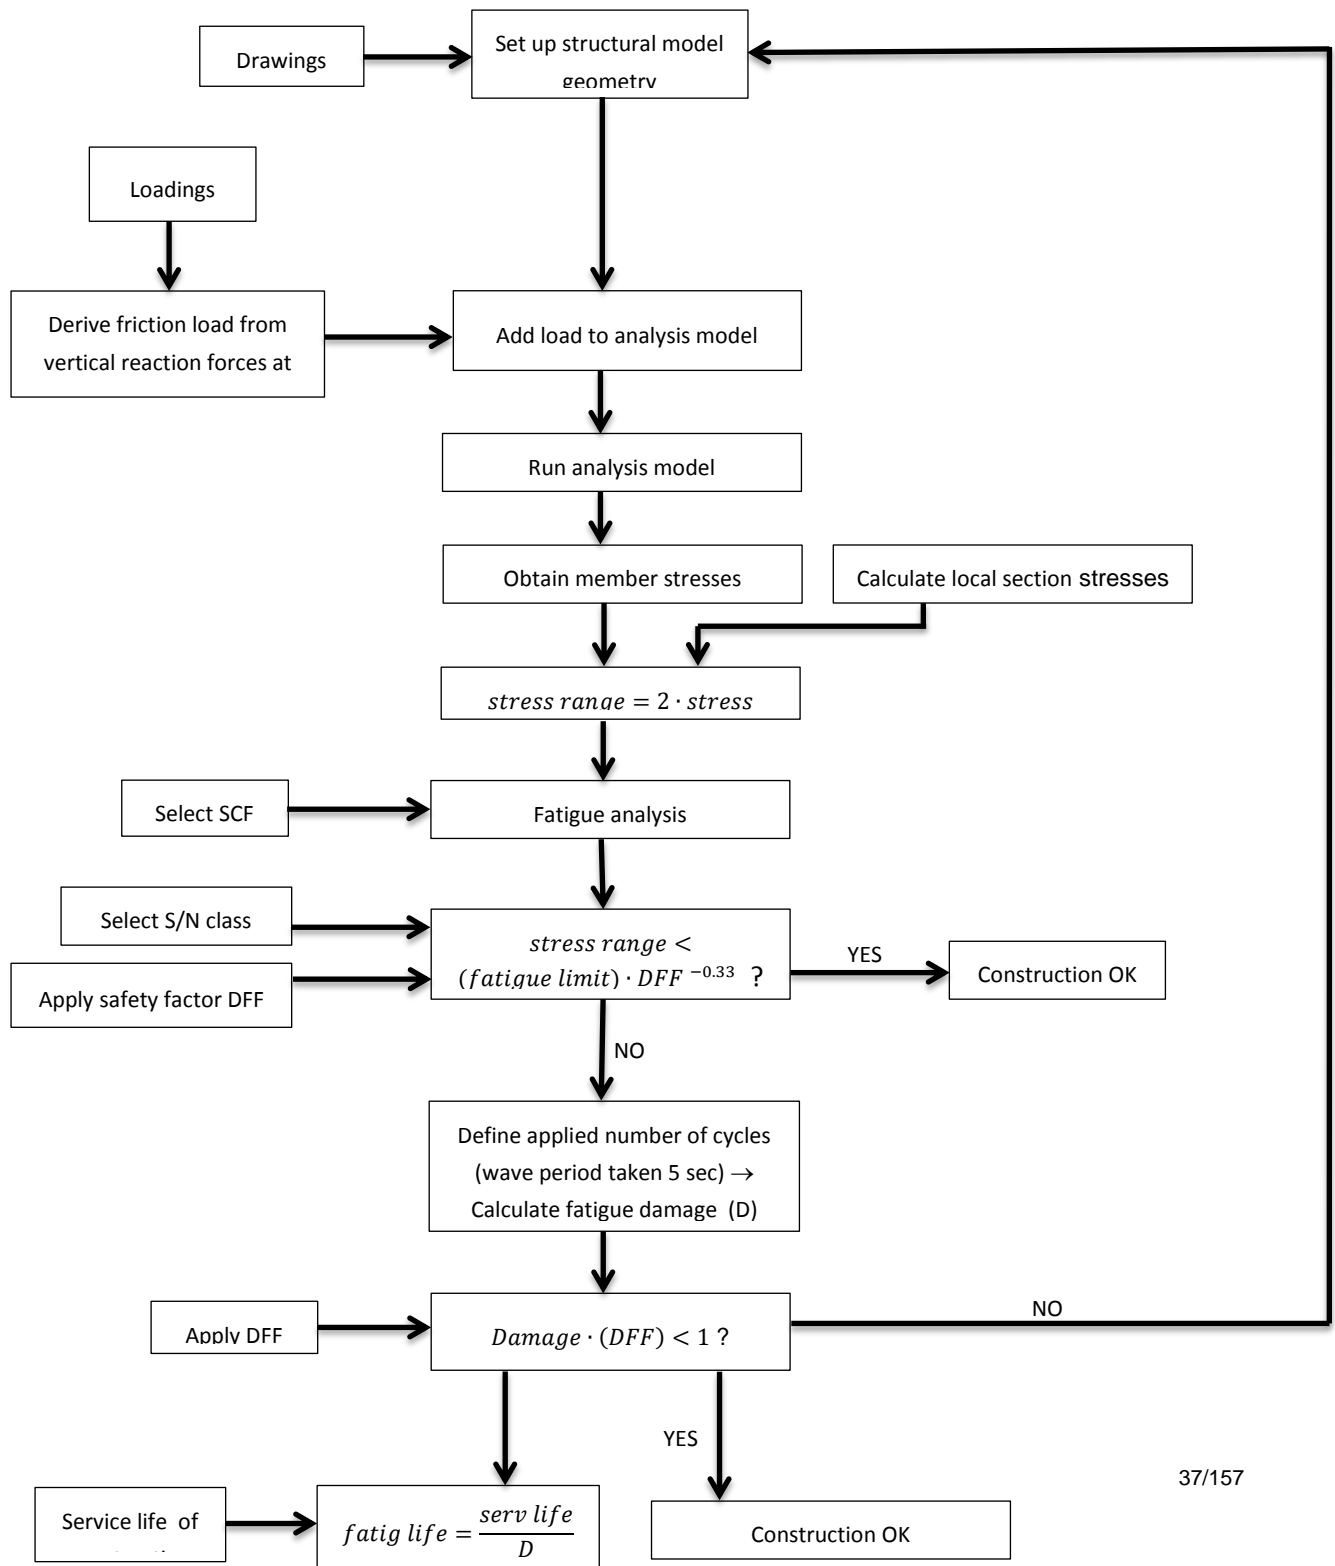 Drawings
Set up structural model
geometry
Loadings
Derive friction load from
vertical reaction forces at
Add load to analysis model
Run analysis model
Obtain member stresses
Calculate local section stresses
stress range = 2 · stress
Select SCF
Fatigue analysis
Select S/N class
Apply safety factor DFF
stress range <
(fatigue limit) · DFF ⁻⁰·³³ ?
YES
Construction OK
NO
Define applied number of cycles
(wave period taken 5 sec) →
Calculate fatigue damage (D)
Apply DFF
Damage · (DFF) < 1 ?
NO
YES
37/157
Service life of
fatig life = serv life / D
Construction OK